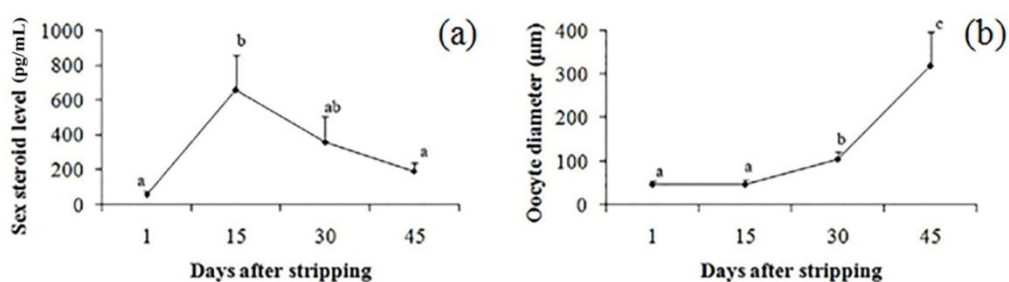 Sex steroid level (pg/mL)
1000
800
600
400
200
0
a
b
ab
a
(a)
1 15 30 45
Days after stripping
Oocyte diameter (μm)
400
300
200
100
0
a
a
b
c
(b)
1 15 30 45
Days after stripping